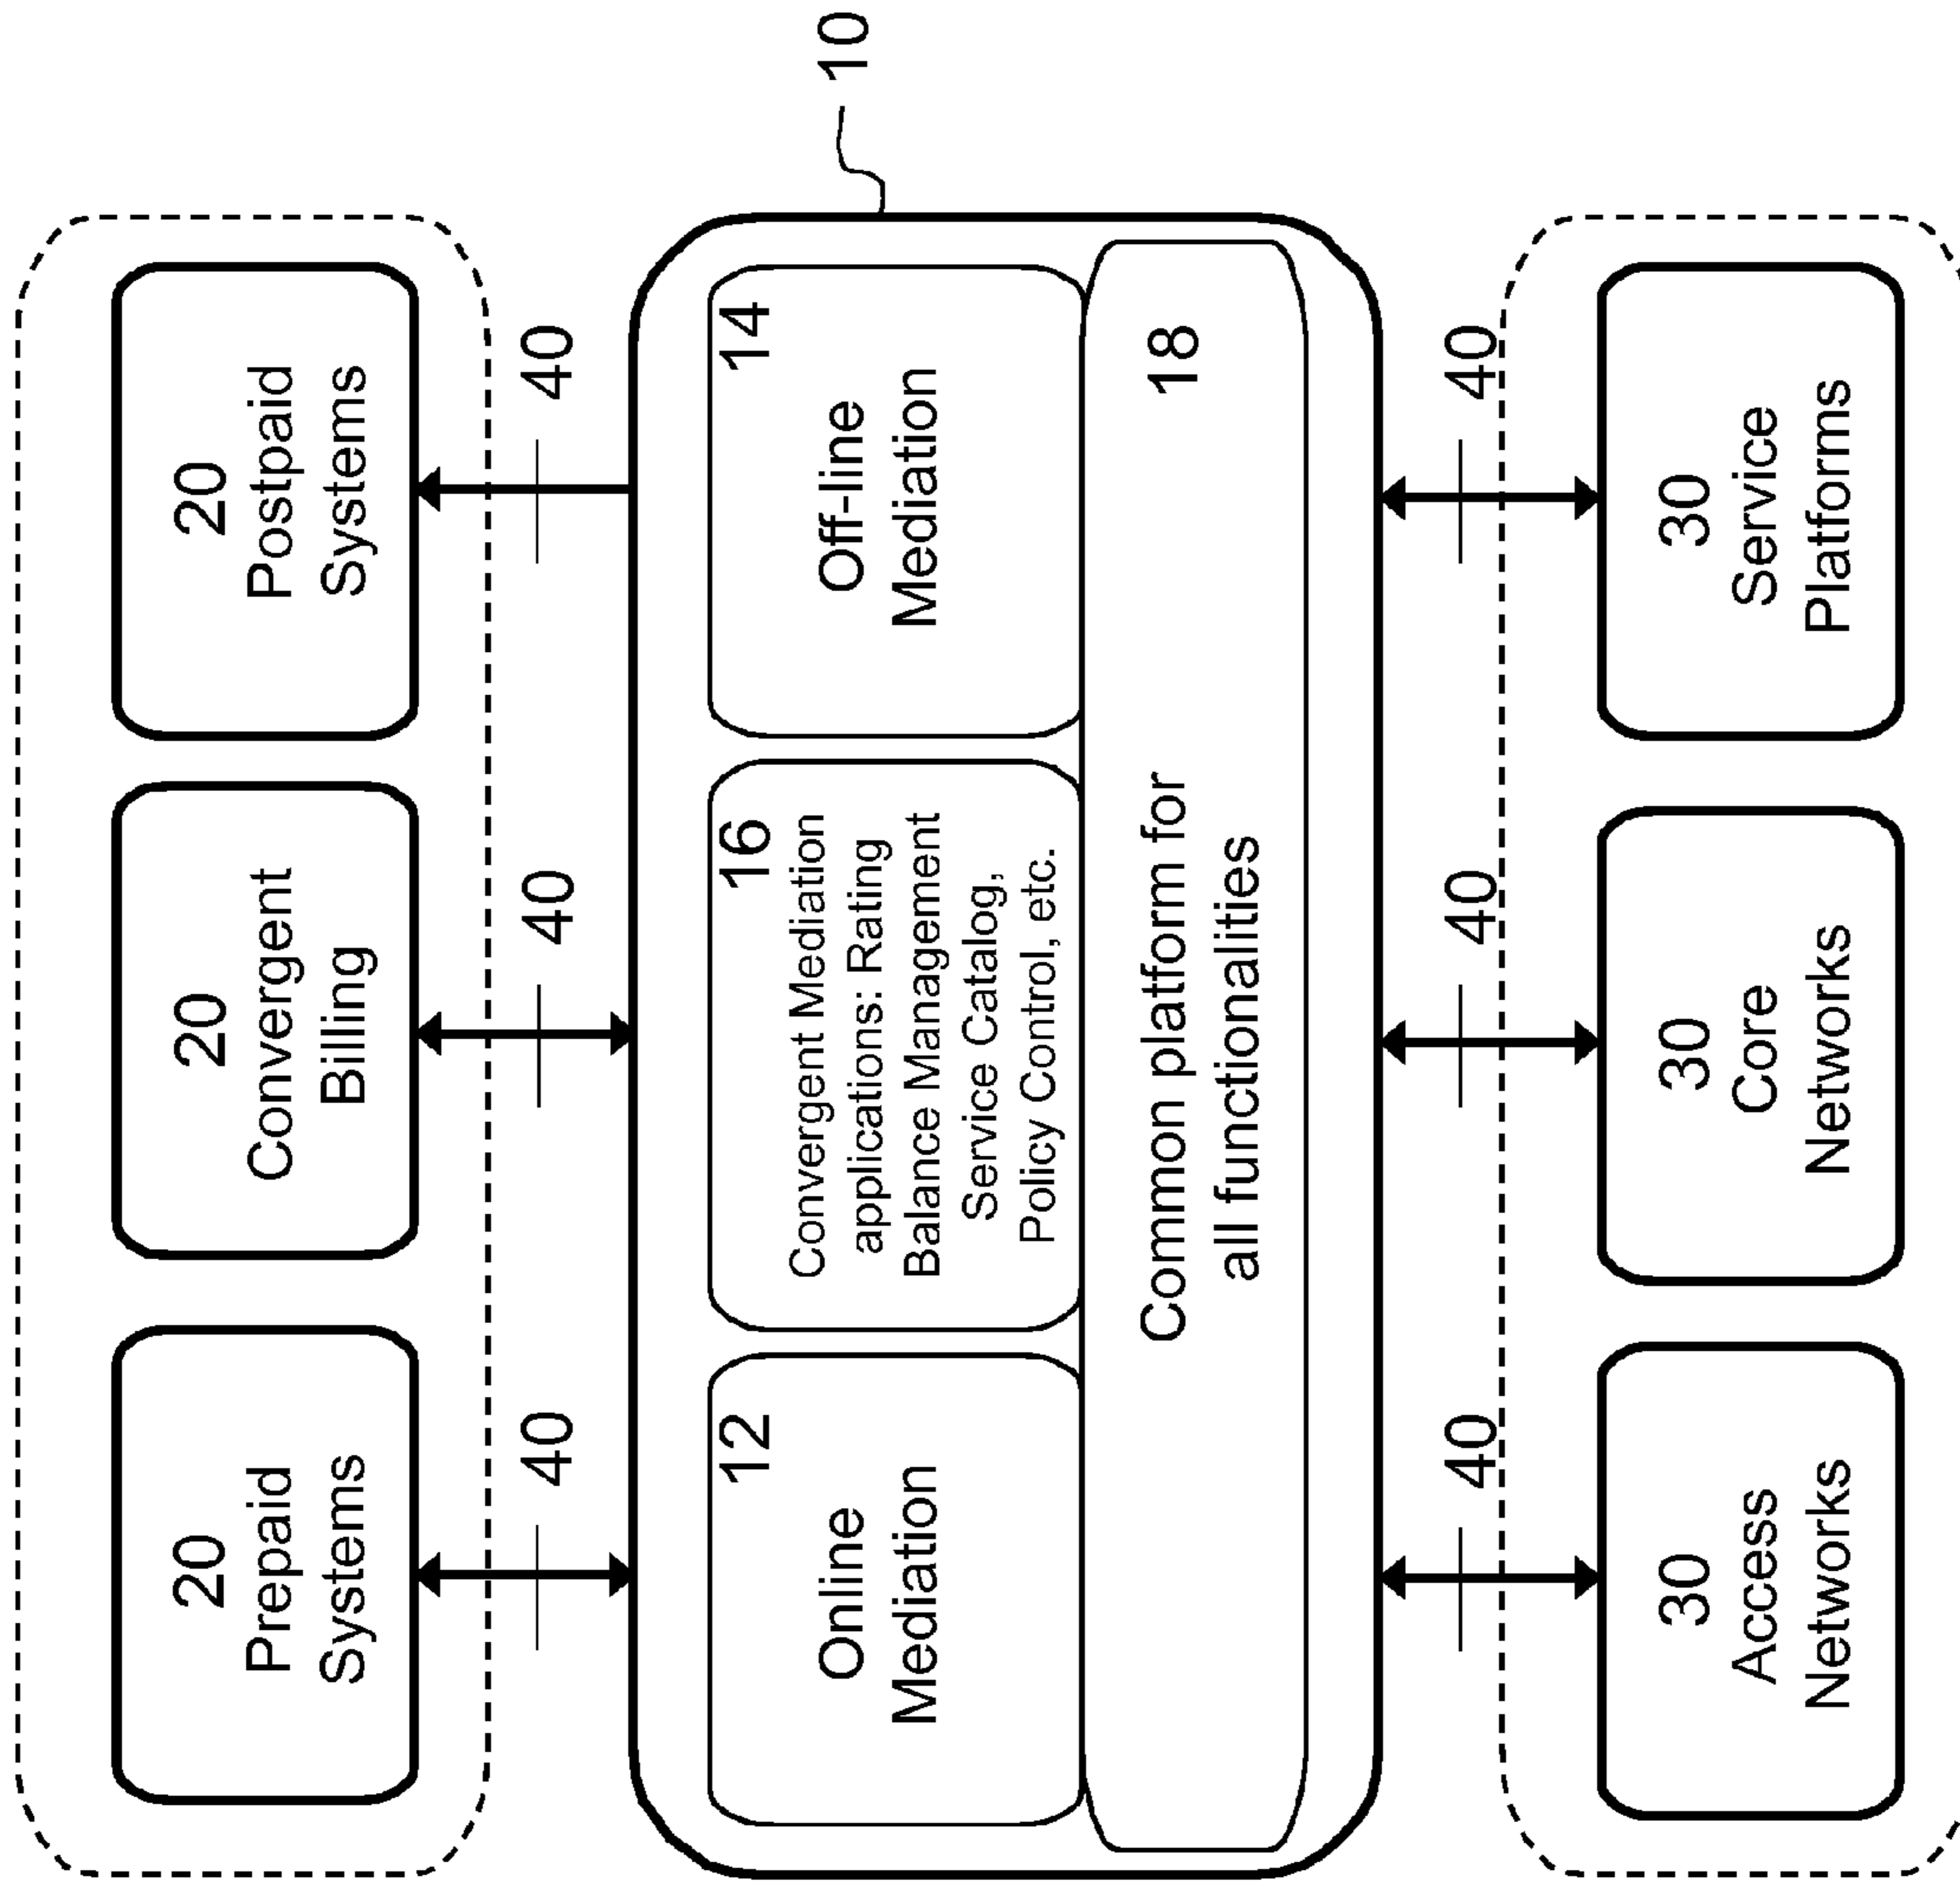 20
Prepaid
Systems
20
Convergent
Billing
20
Postpaid
Systems
40
40
40
10
12
Online
Mediation
16
Convergent Mediation
applications: Rating
Balance Management
Service Catalog,
Policy Control, etc.
14
Off-line
Mediation
18
Common platform for
all functionalities
40
40
40
30
Access
Networks
30
Core
Networks
30
Service
Platforms